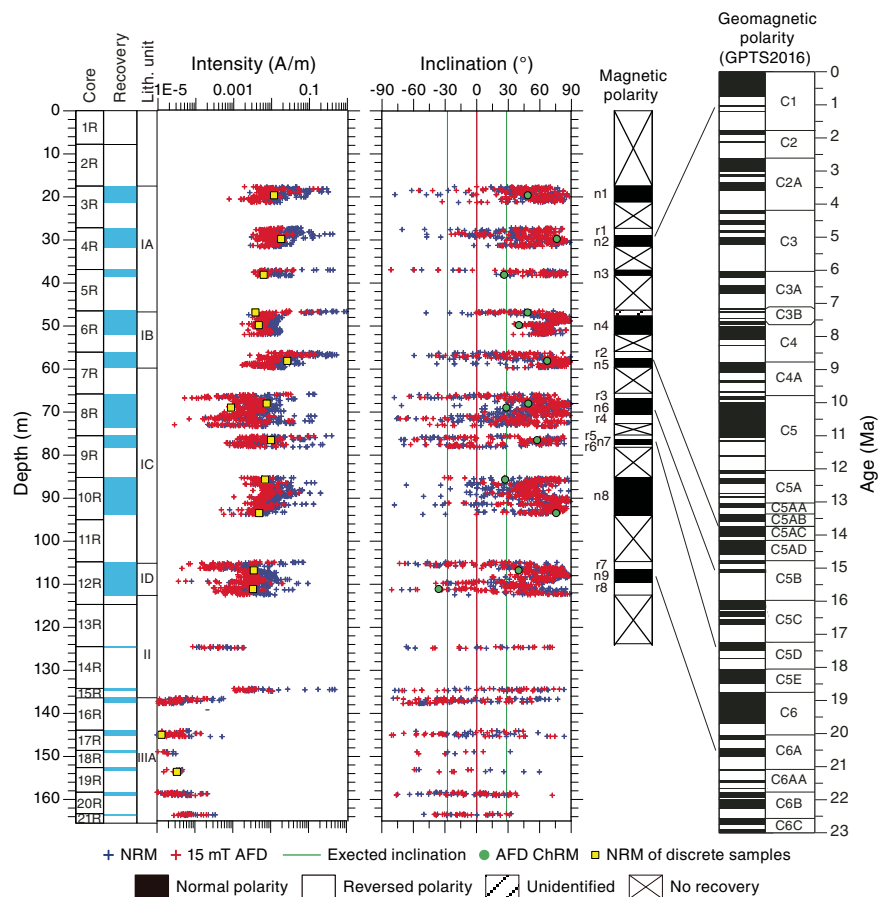 Geomagnetic
polarity
(GPTS2016)
Core
Recovery
Lith. unit
Intensity (A/m)
1E-5 0.001 0.1
Inclination (°)
-90 -60 -30 0 30 60 90
Magnetic
polarity
Depth (m)
0
10
20
30
40
50
60
70
80
90
100
110
120
130
140
150
160
1R
2R
3R
4R
5R
6R
7R
8R
9R
10R
11R
12R
13R
14R
15R
16R
17R
18R
19R
20R
21R
IA
IB
IC
ID
II
IIIA
n1
r1
n2
n3
n4
r2
n5
r3
n6
r4
r5
n7
r6
n8
r7
n9
r8
C1
C2
C2A
C3
C3A
C3B
C4
C4A
C5
C5A
C5AA
C5AB
C5AC
C5AD
C5B
C5C
C5D
C5E
C6
C6A
C6AA
C6B
C6C
0
1
2
3
4
5
6
7
8
9
10
11
12
13
14
15
16
17
18
19
20
21
22
23
Age (Ma)
NRM 15 mT AFD Exected inclination AFD ChRM NRM of discrete samples
Normal polarity Reversed polarity Unidentified No recovery